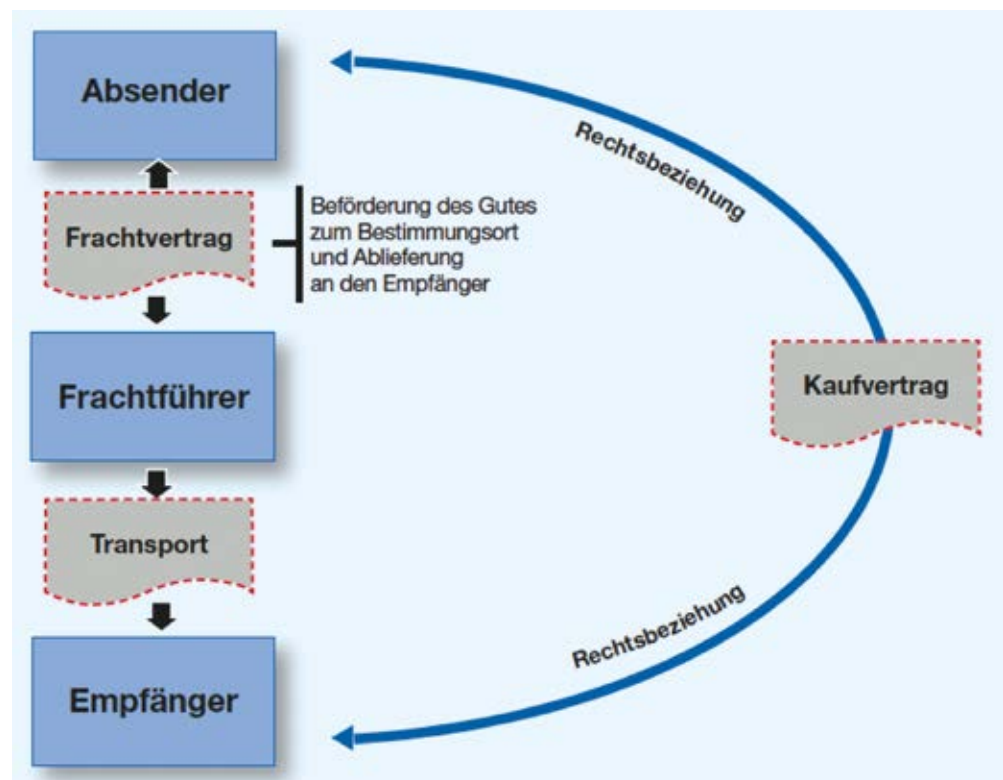 Absender
Rechtsbeziehung
Frachtvertrag
Beförderung des Gutes
zum Bestimmungsort
und Ablieferung
an den Empfänger
Frachtführer
Kaufvertrag
Transport
Rechtsbeziehung
Empfänger